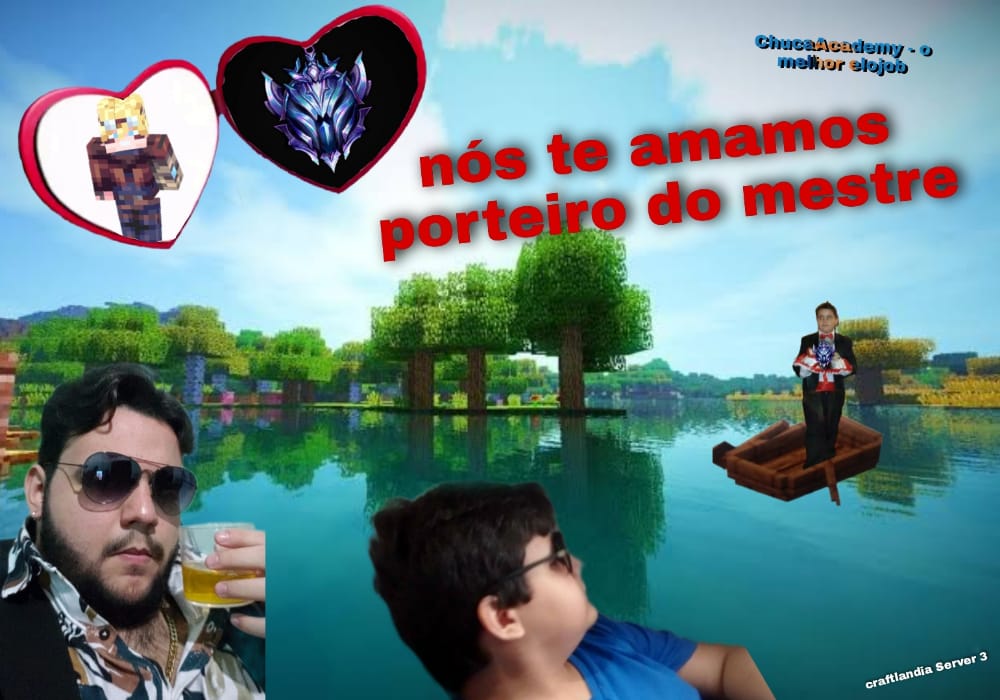 ChucaAcademy - o
melhor elojob
nós te amamos
porteiro do mestre
craftlandia Server 3